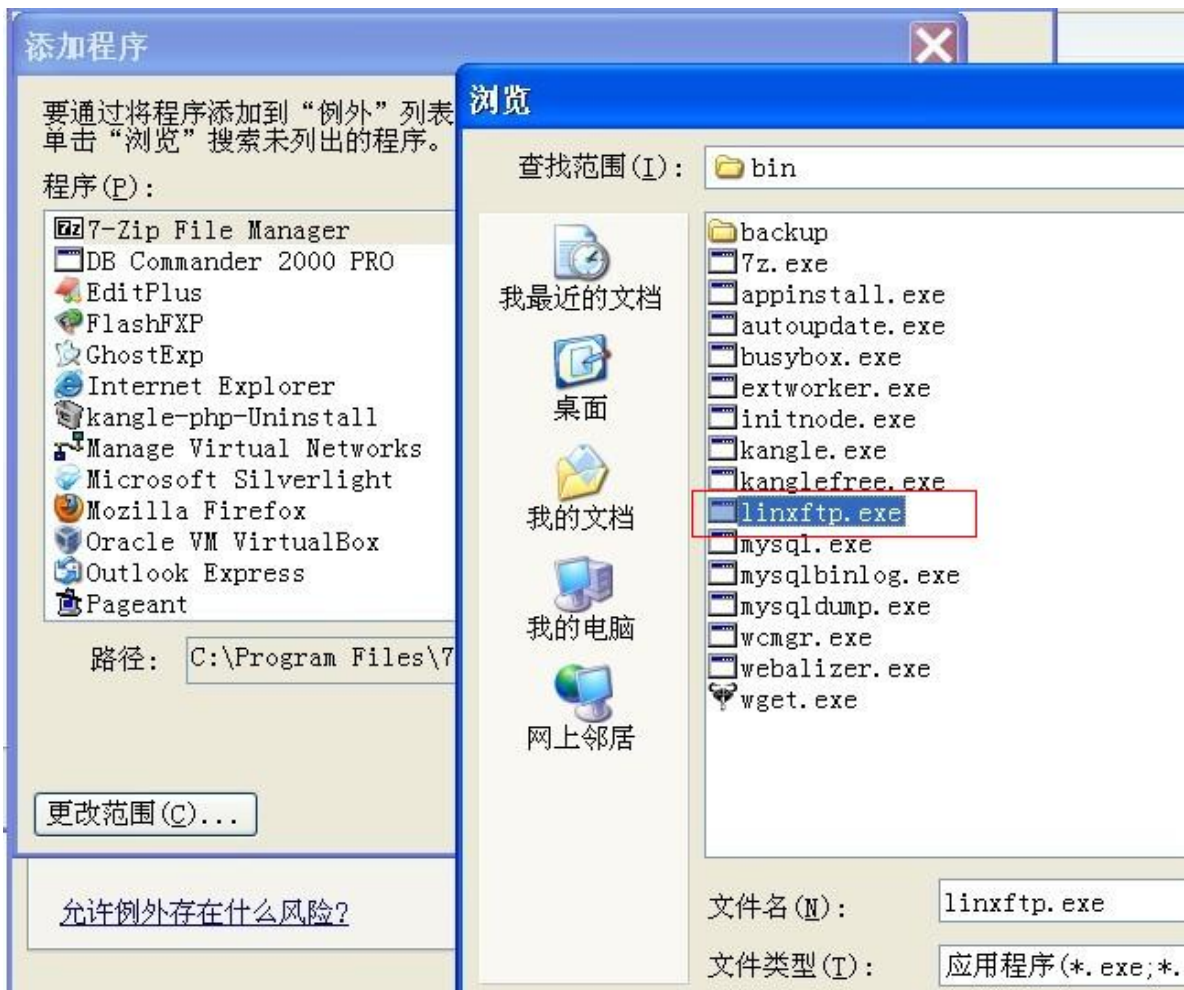 添加程序
要通过将程序添加到“例外”列表
单击“浏览”搜索未列出的程序。
程序(P):
7-Zip File Manager
DB Commander 2000 PRO
EditPlus
FlashFXP
GhostExp
Internet Explorer
kangle-php-Uninstall
Manage Virtual Networks
Microsoft Silverlight
Mozilla Firefox
Oracle VM VirtualBox
Outlook Express
Pageant
路径: C:\Program Files\7
更改范围(C)...
允许例外存在什么风险?
浏览
查找范围(I): bin
我最近的文档
桌面
我的文档
我的电脑
网上邻居
backup
7z.exe
appinstall.exe
autoupdate.exe
busybox.exe
extworker.exe
initnode.exe
kangle.exe
kanglefree.exe
linxftp.exe
mysql.exe
mysqlbinlog.exe
mysqldump.exe
wcmgr.exe
webalizer.exe
wget.exe
文件名(N): linxftp.exe
文件类型(T): 应用程序(*.exe;*.